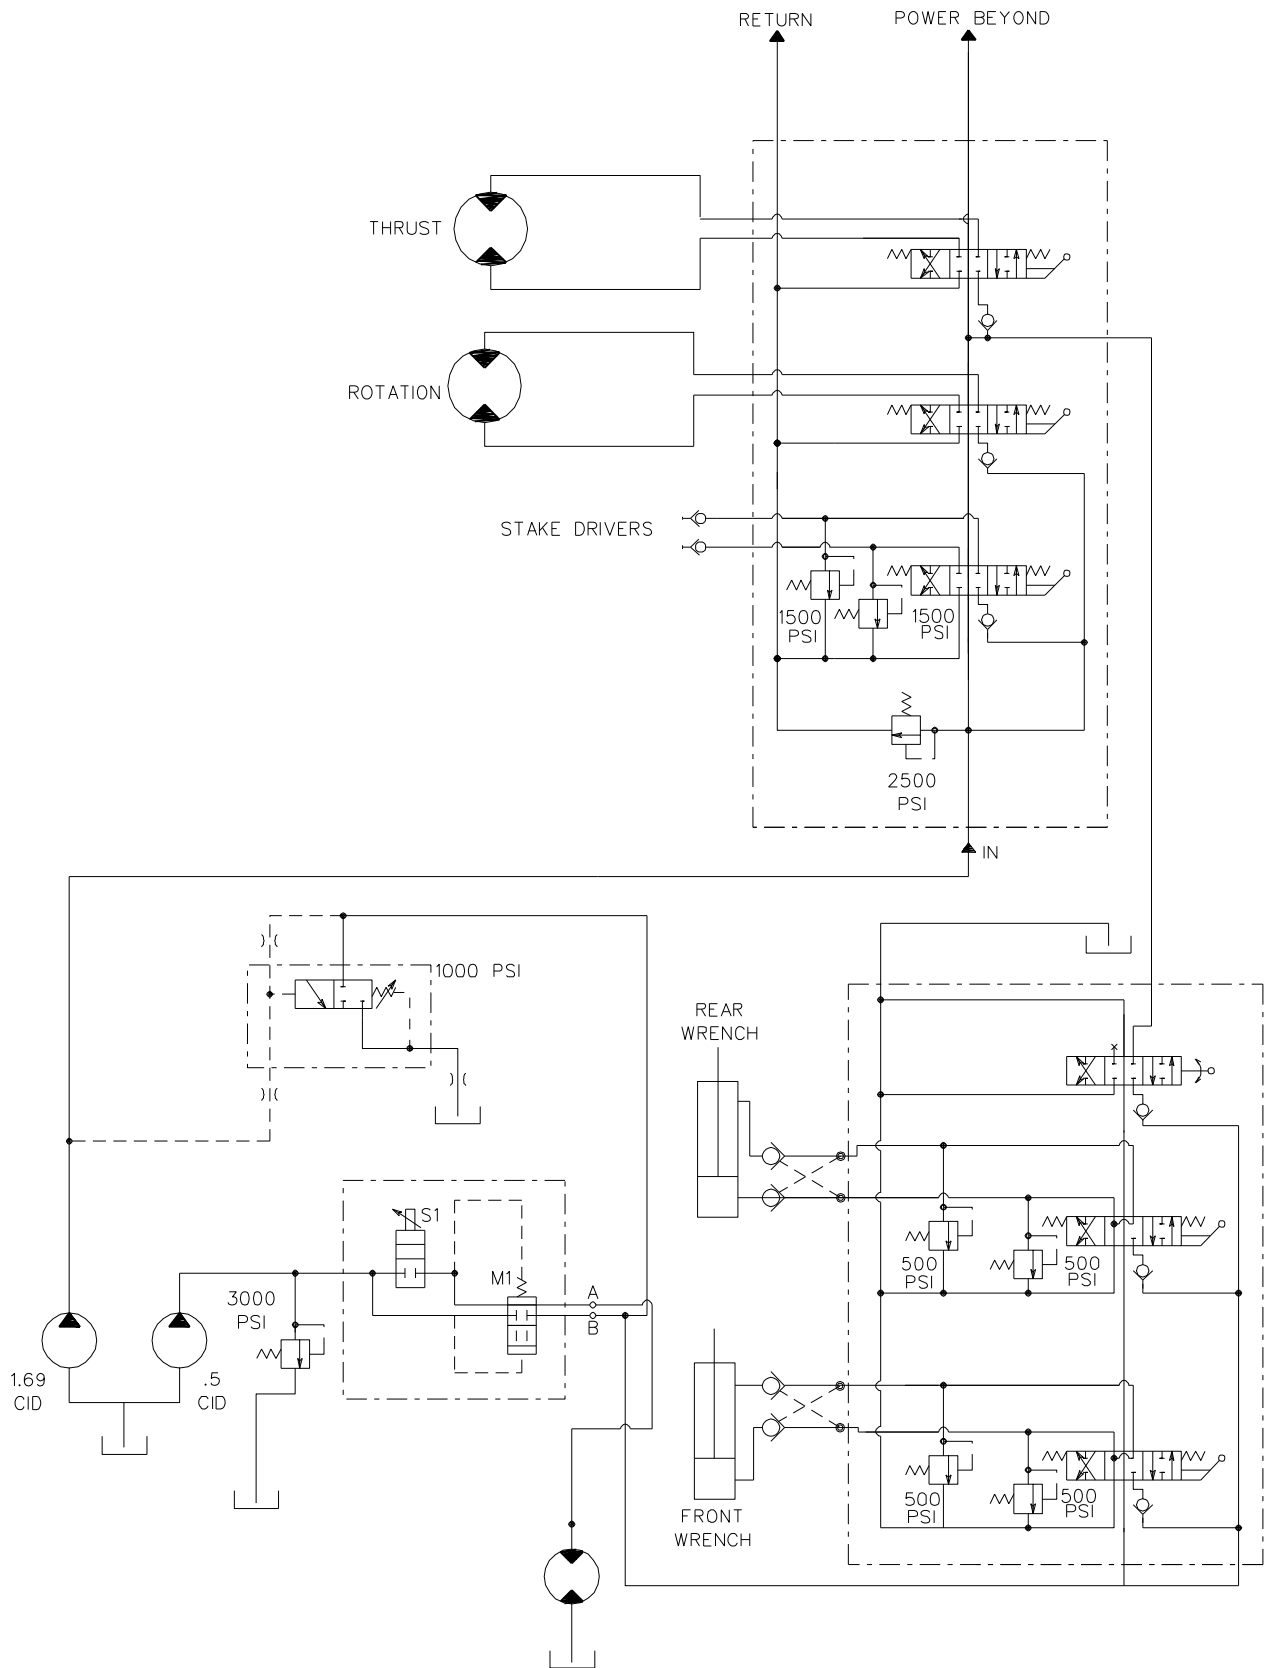 RETURN
POWER BEYOND
THRUST
ROTATION
STAKE DRIVERS
1500
PSI
1500
PSI
2500
PSI
IN
1000 PSI
REAR
WRENCH
x
S1
M1
A
B
3000
PSI
1.69
CID
.5
CID
500
PSI
500
PSI
500
PSI
500
PSI
FRONT
WRENCH